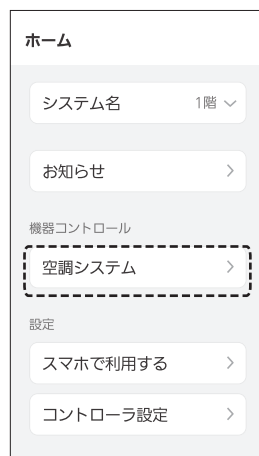 ホーム
システム名 1階
お知らせ
機器コントロール
空調システム
設定
スマホで利用する
コントローラ設定